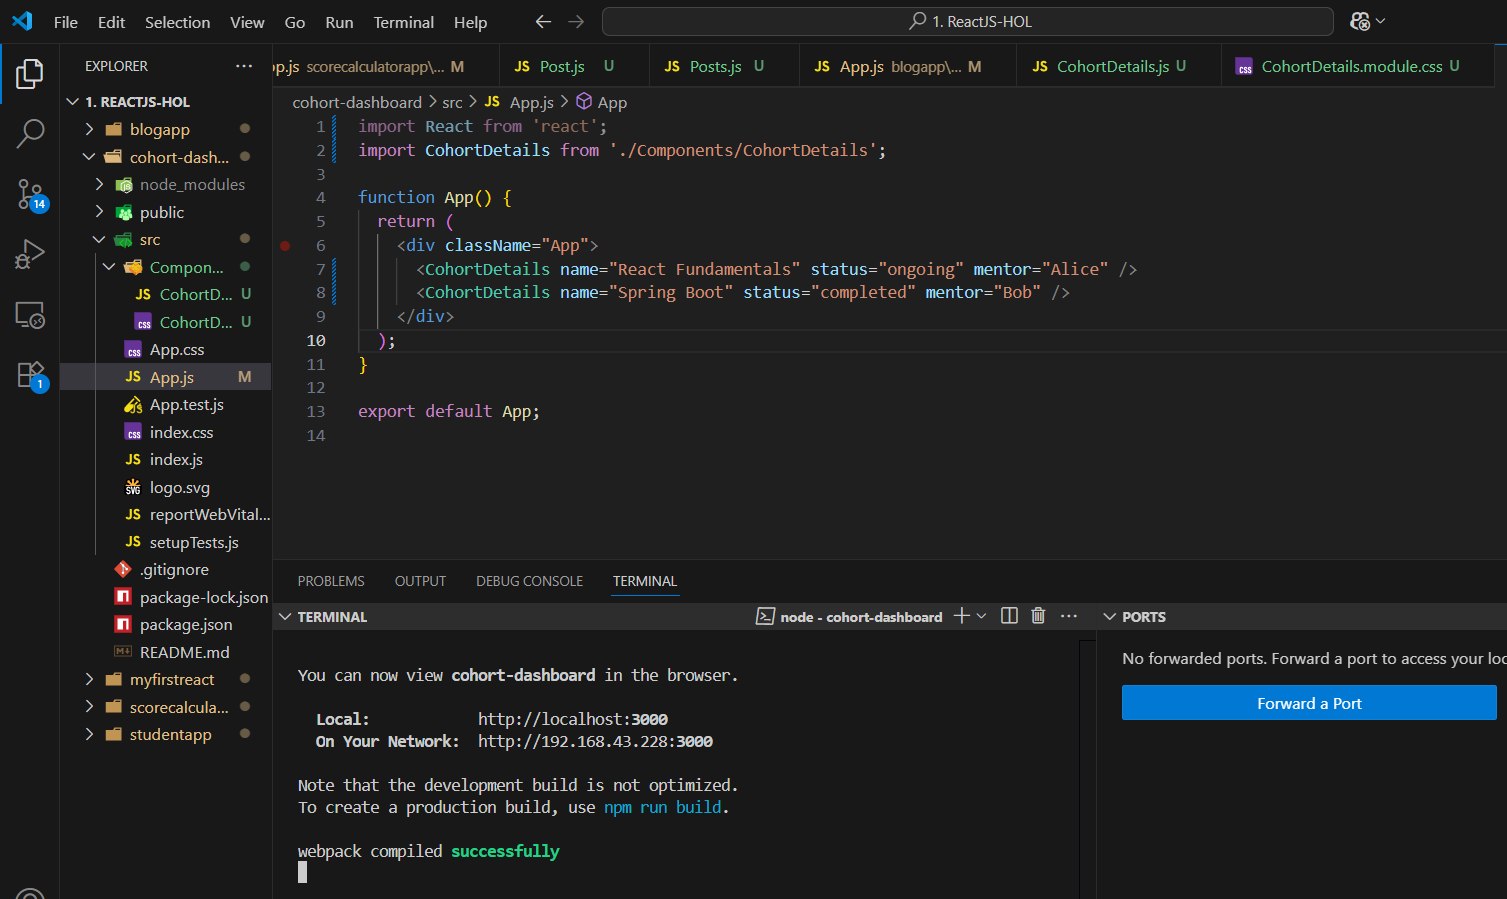 File Edit Selection View Go Run Terminal Help
1. ReactJS-HOL
EXPLORER
1. REACTJS-HOL
blogapp
cohort-dash...
node_modules
public
src
Compon...
CohortD... U
CohortD... U
App.css
App.js M
App.test.js
index.css
index.js
logo.svg
reportWebVital...
setupTests.js
.gitignore
package-lock.json
package.json
README.md
myfirstreact
scorecalcula...
studentapp
14
1
pp.js scorecalculatorapp\... M
JS Post.js U
JS Posts.js U
JS App.js blogapp\... M
JS CohortDetails.js U
CohortDetails.module.css U
cohort-dashboard > src > JS App.js > App
1 import React from 'react';
2 import CohortDetails from './Components/CohortDetails';
3
4 function App() {
5 return (
6 <div className="App">
7 <CohortDetails name="React Fundamentals" status="ongoing" mentor="Alice" />
8 <CohortDetails name="Spring Boot" status="completed" mentor="Bob" />
9 </div>
10 );
11 }
12
13 export default App;
14
PROBLEMS OUTPUT DEBUG CONSOLE TERMINAL
TERMINAL
node - cohort-dashboard
You can now view cohort-dashboard in the browser.
Local: http://localhost:3000
On Your Network: http://192.168.43.228:3000
Note that the development build is not optimized.
To create a production build, use npm run build.
webpack compiled successfully
PORTS
No forwarded ports. Forward a port to access your loc
Forward a Port